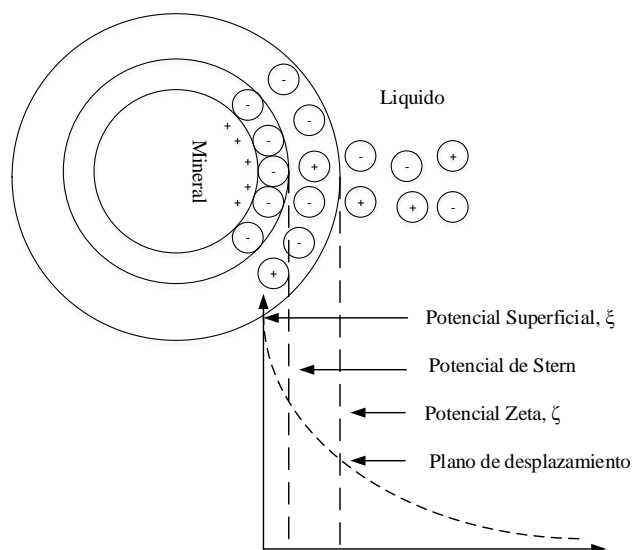 Liquido
Mineral
Potencial Superficial, ξ
Potencial de Stern
Potencial Zeta, ζ
Plano de desplazamiento